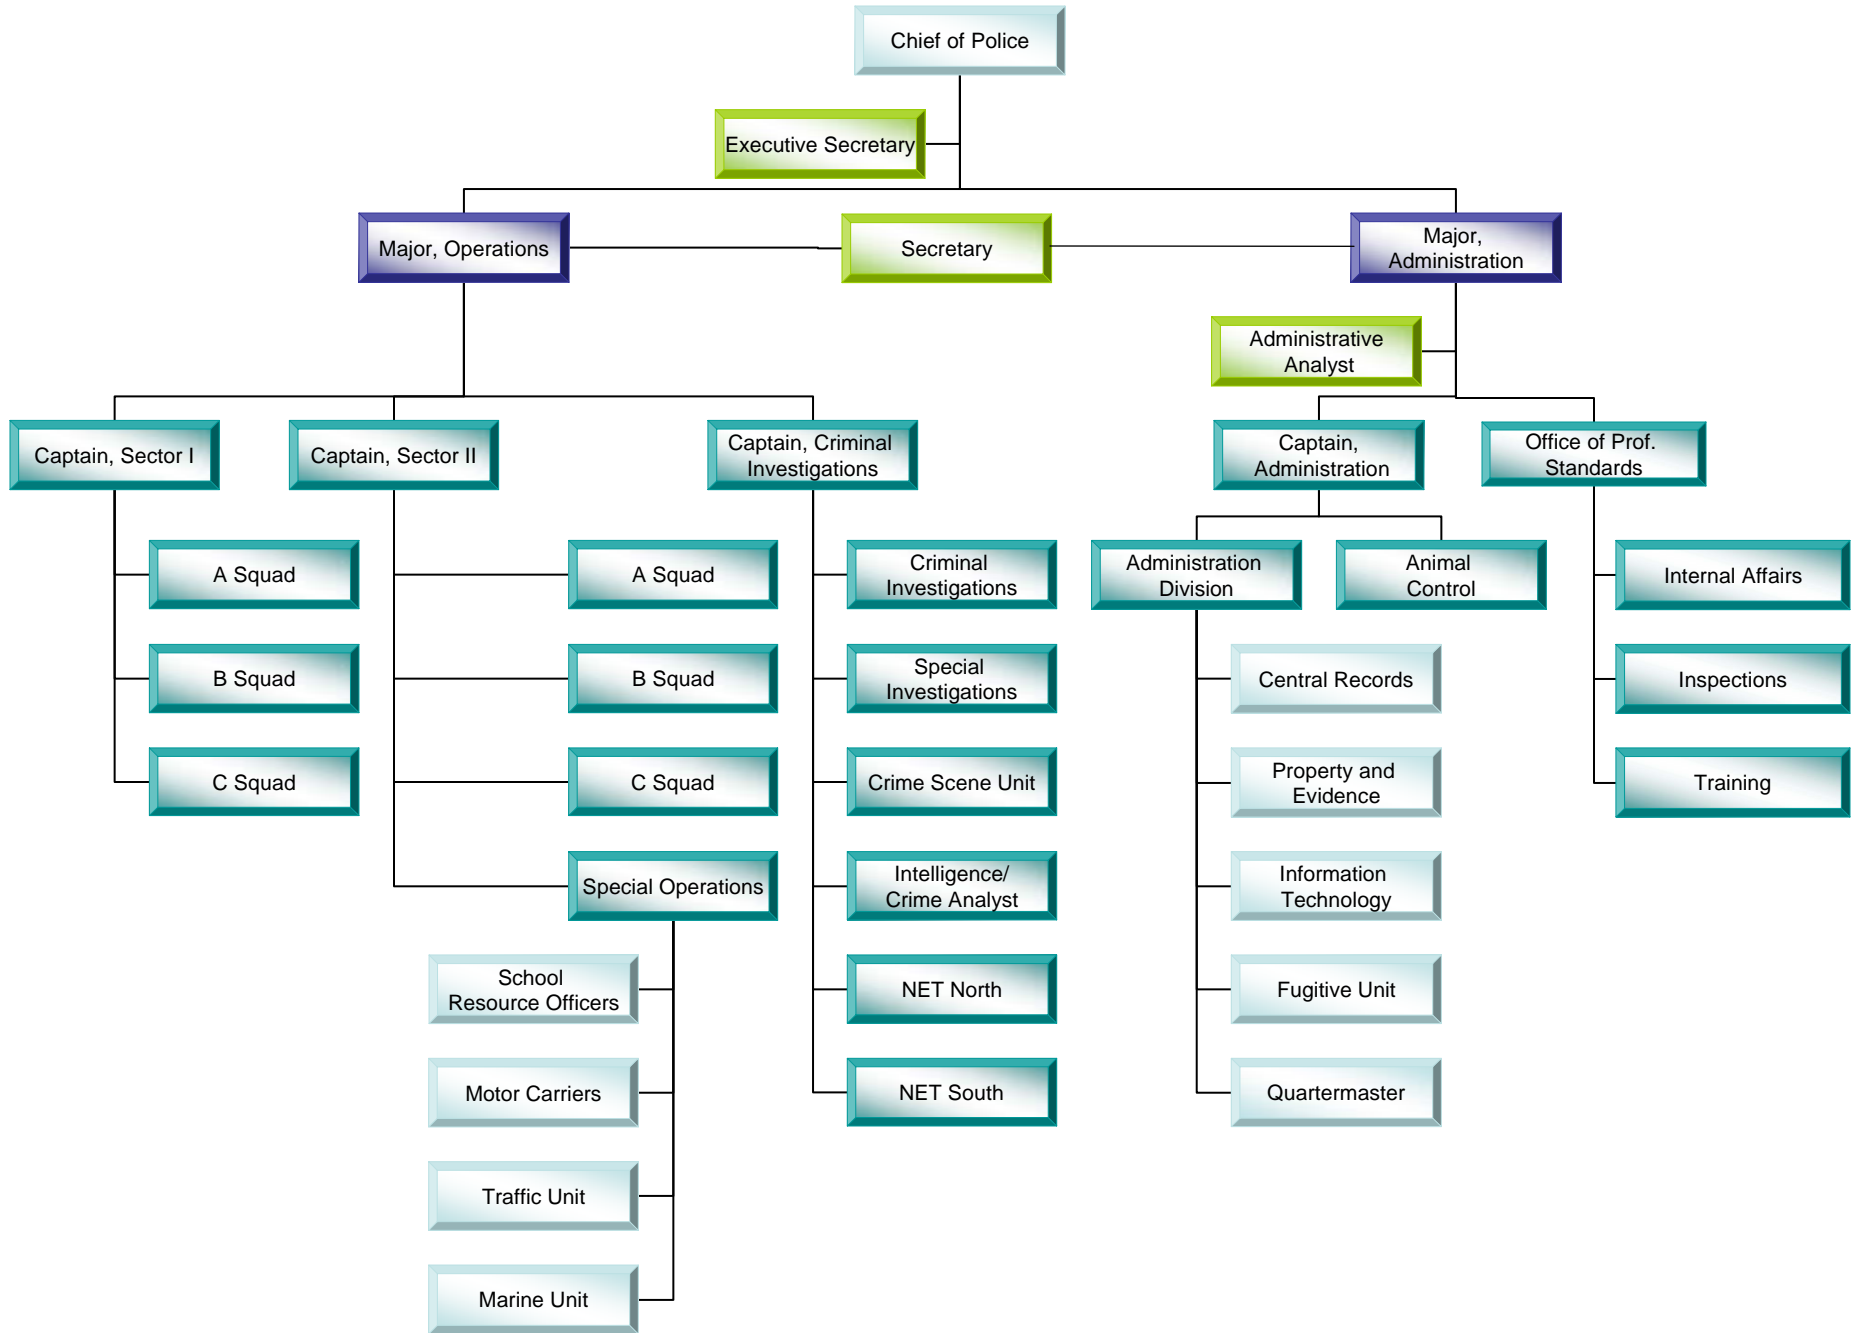 Chief of Police
Executive Secretary
Major, Operations
Secretary
Major,
Administration
Administrative
Analyst
Captain, Sector I
Captain, Sector II
Captain, Criminal
Investigations
Captain,
Administration
Office of Prof.
Standards
A Squad
A Squad
Criminal
Investigations
Administration
Division
Animal
Control
Internal Affairs
B Squad
B Squad
Special
Investigations
Central Records
Inspections
C Squad
C Squad
Crime Scene Unit
Property and
Evidence
Training
Special Operations
Intelligence/
Crime Analyst
Information
Technology
School
Resource Officers
NET North
Fugitive Unit
Motor Carriers
NET South
Quartermaster
Traffic Unit
Marine Unit